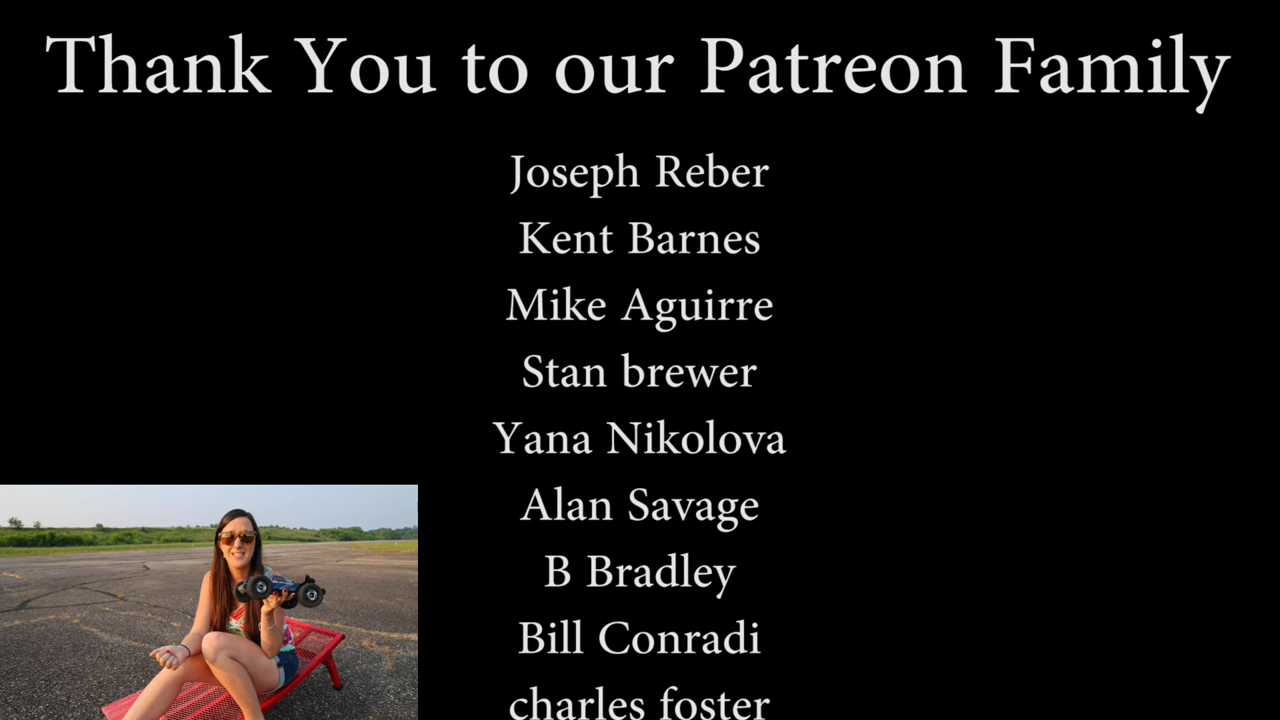 Thank You to our Patreon Family
Joseph Reber
Kent Barnes
Mike Aguirre
Stan brewer
Yana Nikolova
Alan Savage
B Bradley
Bill Conradi
charles foster